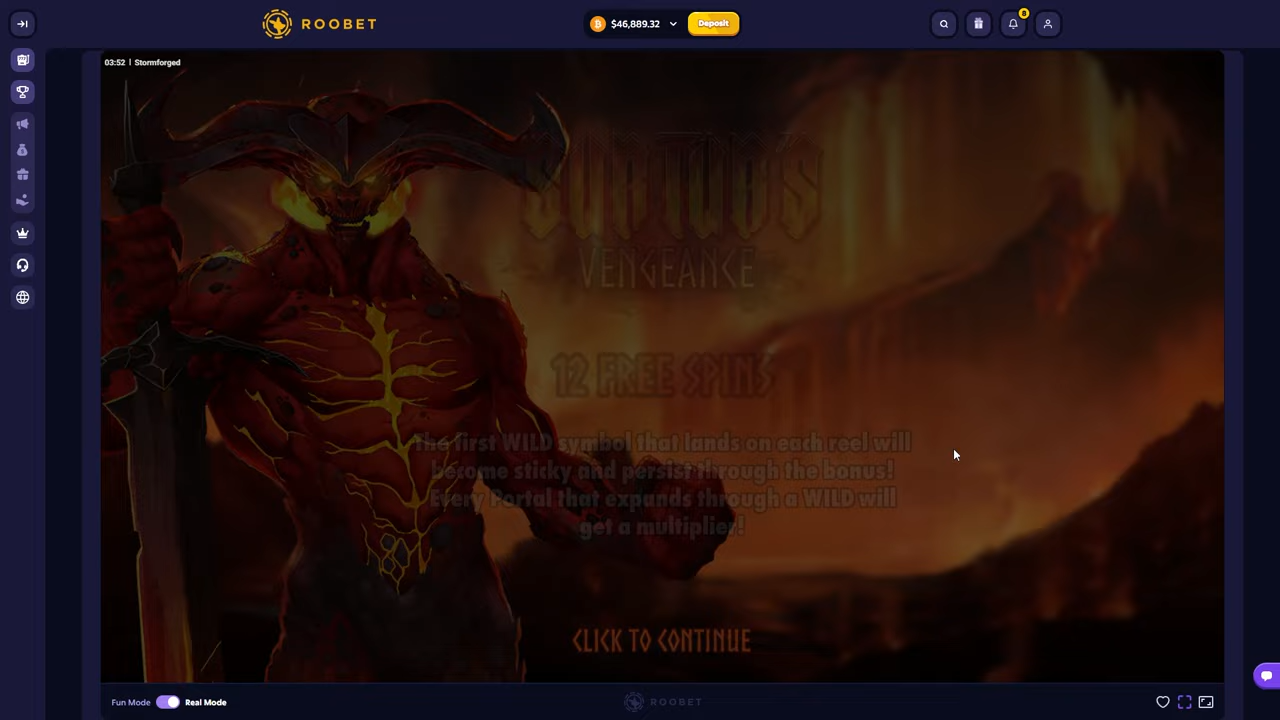 ROOBET
$46,889.32
Deposit
8
03:52 | Stormforged
SURTUR'S
VENGEANCE
12 FREE SPINS
The first WILD symbol that lands on each reel will
become sticky and persist through the bonus!
Every Portal that expands through a WILD will
get a multiplier!
CLICK TO CONTINUE
Fun Mode
Real Mode
ROOBET